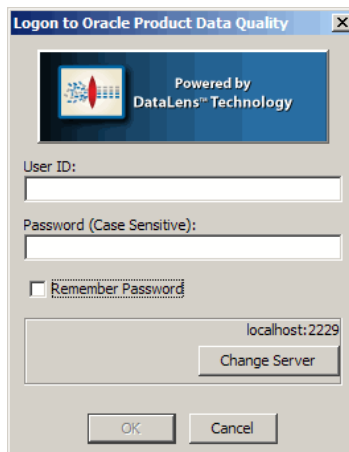 Logon to Oracle Product Data Quality
Powered by
DataLens™ Technology
User ID:
Password (Case Sensitive):
Remember Password
localhost:2229
Change Server
OK
Cancel